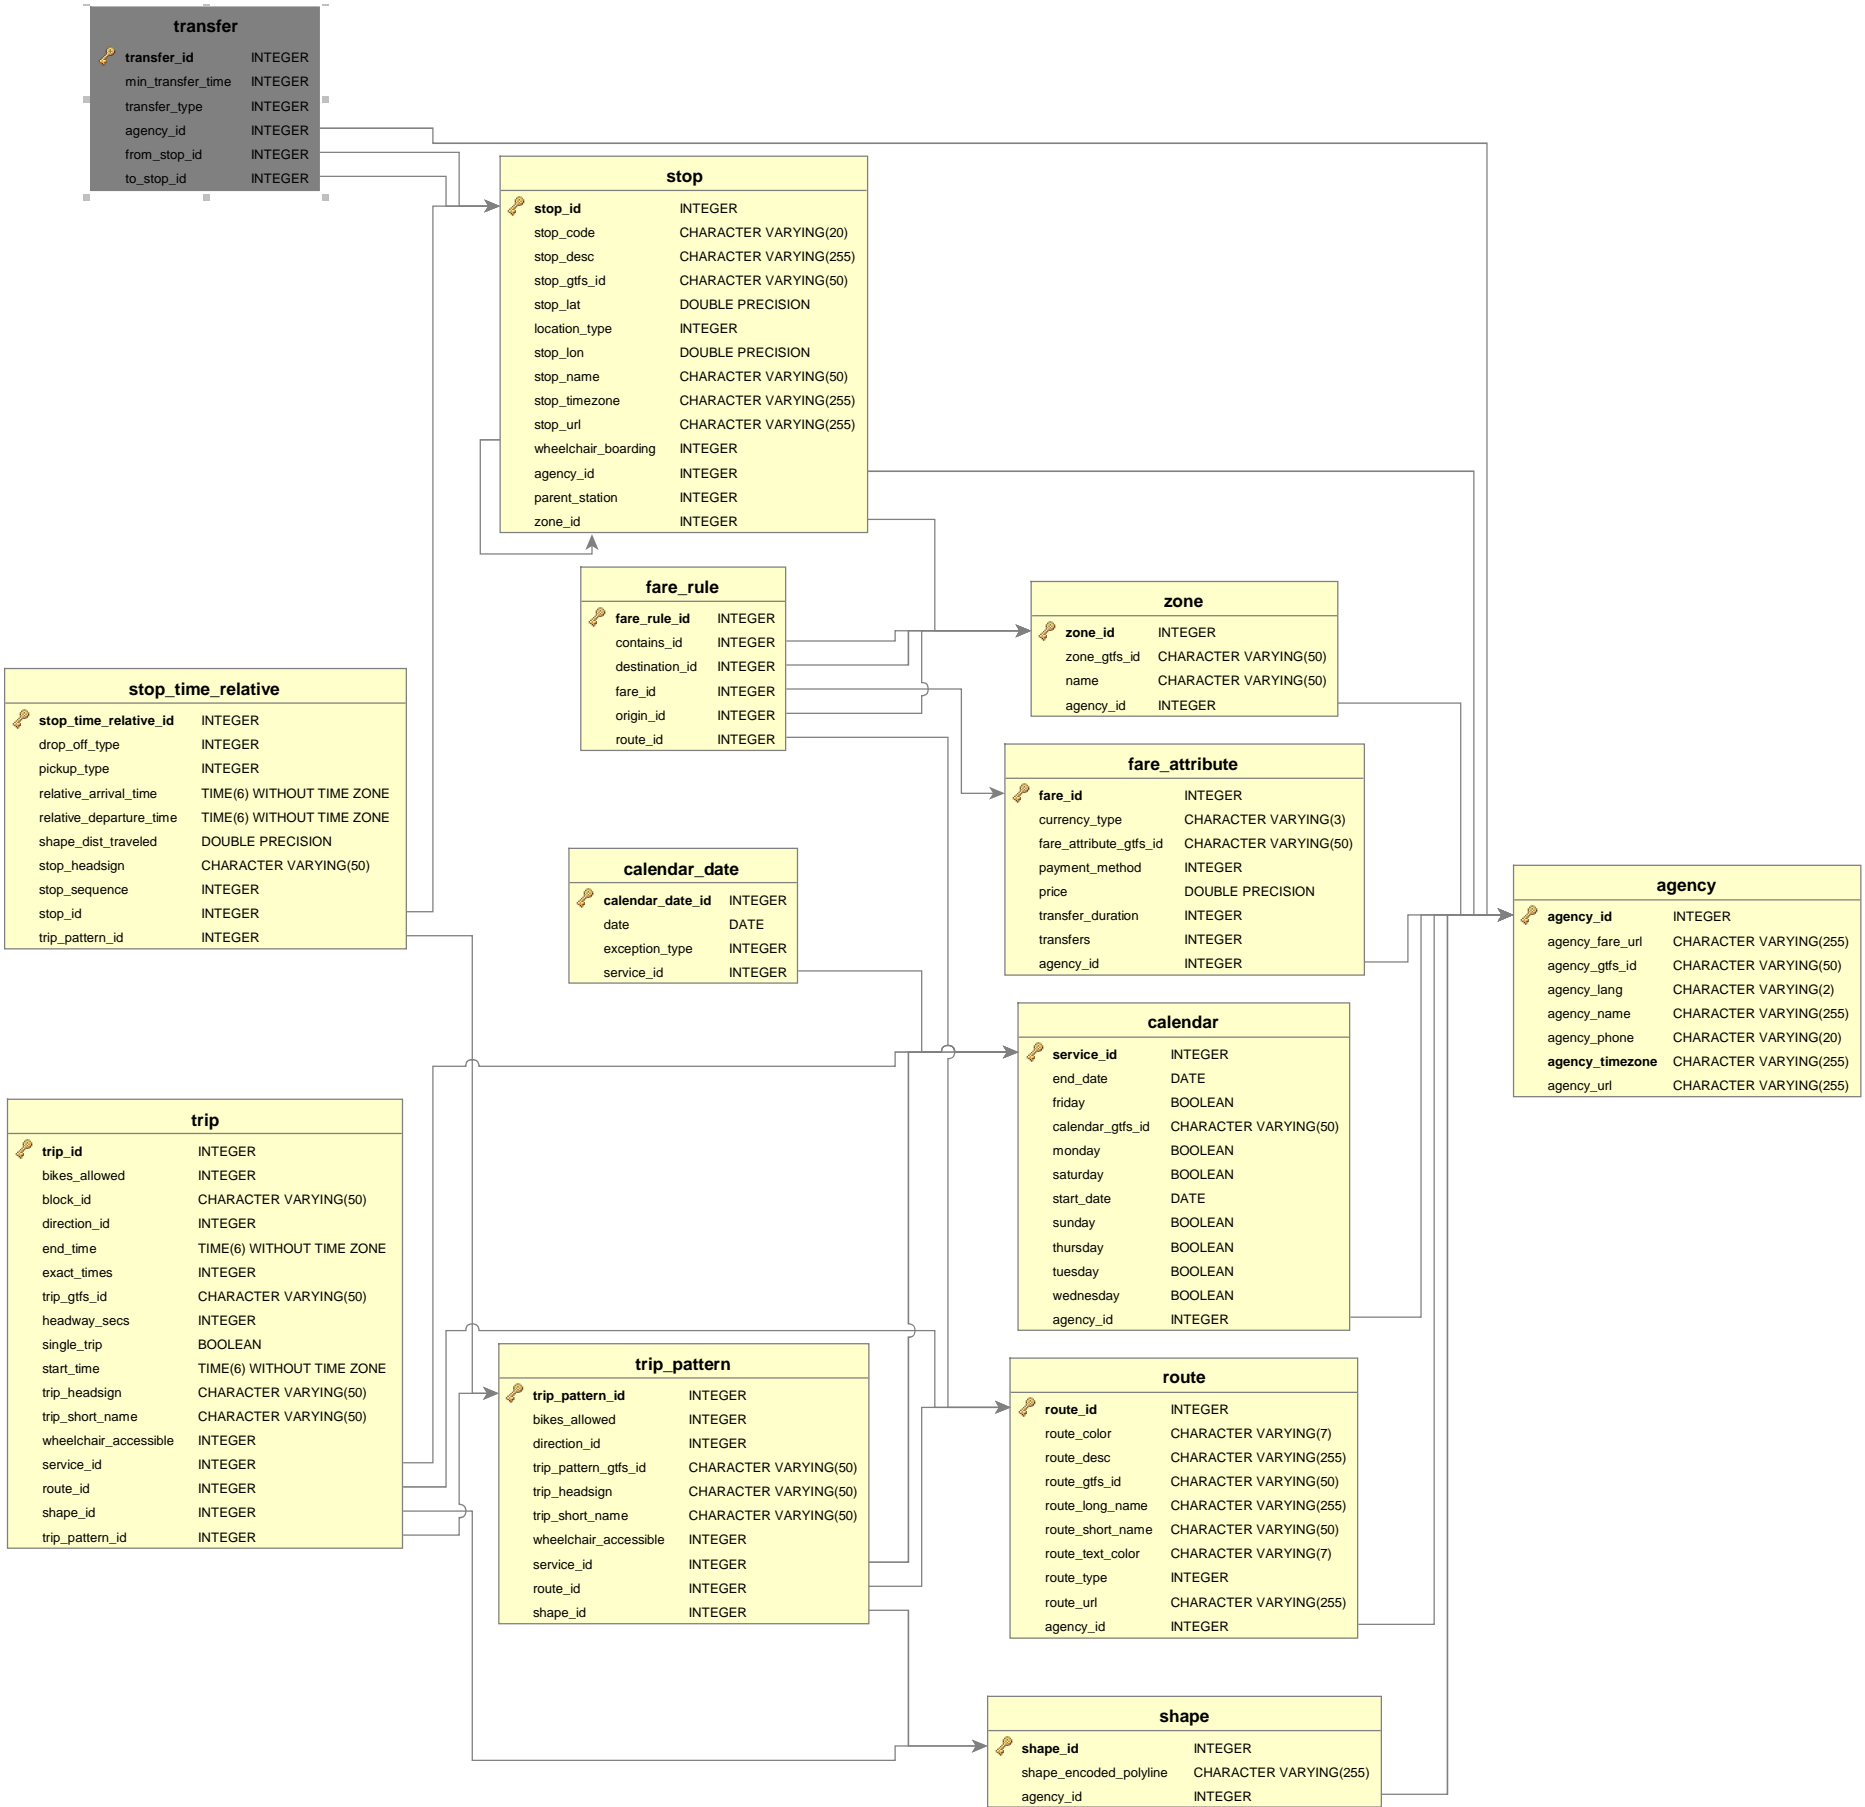 transfer
transfer_id INTEGER
min_transfer_time INTEGER
transfer_type INTEGER
agency_id INTEGER
from_stop_id INTEGER
to_stop_id INTEGER
stop
stop_id INTEGER
stop_code CHARACTER VARYING(20)
stop_desc CHARACTER VARYING(255)
stop_gtfs_id CHARACTER VARYING(50)
stop_lat DOUBLE PRECISION
location_type INTEGER
stop_lon DOUBLE PRECISION
stop_name CHARACTER VARYING(50)
stop_timezone CHARACTER VARYING(255)
stop_url CHARACTER VARYING(255)
wheelchair_boarding INTEGER
agency_id INTEGER
parent_station INTEGER
zone_id INTEGER
fare_rule
fare_rule_id INTEGER
contains_id INTEGER
destination_id INTEGER
fare_id INTEGER
origin_id INTEGER
route_id INTEGER
zone
zone_id INTEGER
zone_gtfs_id CHARACTER VARYING(50)
name CHARACTER VARYING(50)
agency_id INTEGER
stop_time_relative
stop_time_relative_id INTEGER
drop_off_type INTEGER
pickup_type INTEGER
relative_arrival_time TIME(6) WITHOUT TIME ZONE
relative_departure_time TIME(6) WITHOUT TIME ZONE
shape_dist_traveled DOUBLE PRECISION
stop_headsign CHARACTER VARYING(50)
stop_sequence INTEGER
stop_id INTEGER
trip_pattern_id INTEGER
fare_attribute
fare_id INTEGER
currency_type CHARACTER VARYING(3)
fare_attribute_gtfs_id CHARACTER VARYING(50)
payment_method INTEGER
price DOUBLE PRECISION
transfer_duration INTEGER
transfers INTEGER
agency_id INTEGER
calendar_date
calendar_date_id INTEGER
date DATE
exception_type INTEGER
service_id INTEGER
agency
agency_id INTEGER
agency_fare_url CHARACTER VARYING(255)
agency_gtfs_id CHARACTER VARYING(50)
agency_lang CHARACTER VARYING(2)
agency_name CHARACTER VARYING(255)
agency_phone CHARACTER VARYING(20)
agency_timezone CHARACTER VARYING(255)
agency_url CHARACTER VARYING(255)
calendar
service_id INTEGER
end_date DATE
friday BOOLEAN
calendar_gtfs_id CHARACTER VARYING(50)
monday BOOLEAN
saturday BOOLEAN
start_date DATE
sunday BOOLEAN
thursday BOOLEAN
tuesday BOOLEAN
wednesday BOOLEAN
agency_id INTEGER
trip
trip_id INTEGER
bikes_allowed INTEGER
block_id CHARACTER VARYING(50)
direction_id INTEGER
end_time TIME(6) WITHOUT TIME ZONE
exact_times INTEGER
trip_gtfs_id CHARACTER VARYING(50)
headway_secs INTEGER
single_trip BOOLEAN
start_time TIME(6) WITHOUT TIME ZONE
trip_headsign CHARACTER VARYING(50)
trip_short_name CHARACTER VARYING(50)
wheelchair_accessible INTEGER
service_id INTEGER
route_id INTEGER
shape_id INTEGER
trip_pattern_id INTEGER
trip_pattern
trip_pattern_id INTEGER
bikes_allowed INTEGER
direction_id INTEGER
trip_pattern_gtfs_id CHARACTER VARYING(50)
trip_headsign CHARACTER VARYING(50)
trip_short_name CHARACTER VARYING(50)
wheelchair_accessible INTEGER
service_id INTEGER
route_id INTEGER
shape_id INTEGER
route
route_id INTEGER
route_color CHARACTER VARYING(7)
route_desc CHARACTER VARYING(255)
route_gtfs_id CHARACTER VARYING(50)
route_long_name CHARACTER VARYING(255)
route_short_name CHARACTER VARYING(50)
route_text_color CHARACTER VARYING(7)
route_type INTEGER
route_url CHARACTER VARYING(255)
agency_id INTEGER
shape
shape_id INTEGER
shape_encoded_polyline CHARACTER VARYING(255)
agency_id INTEGER